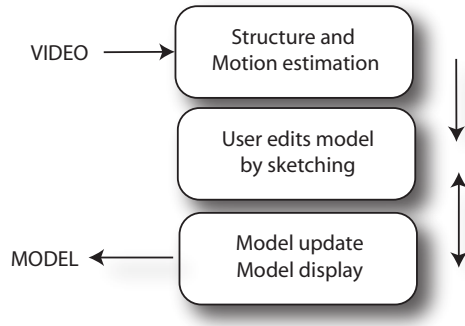 Structure and
Motion estimation
VIDEO
User edits model
by sketching
Model update
Model display
MODEL